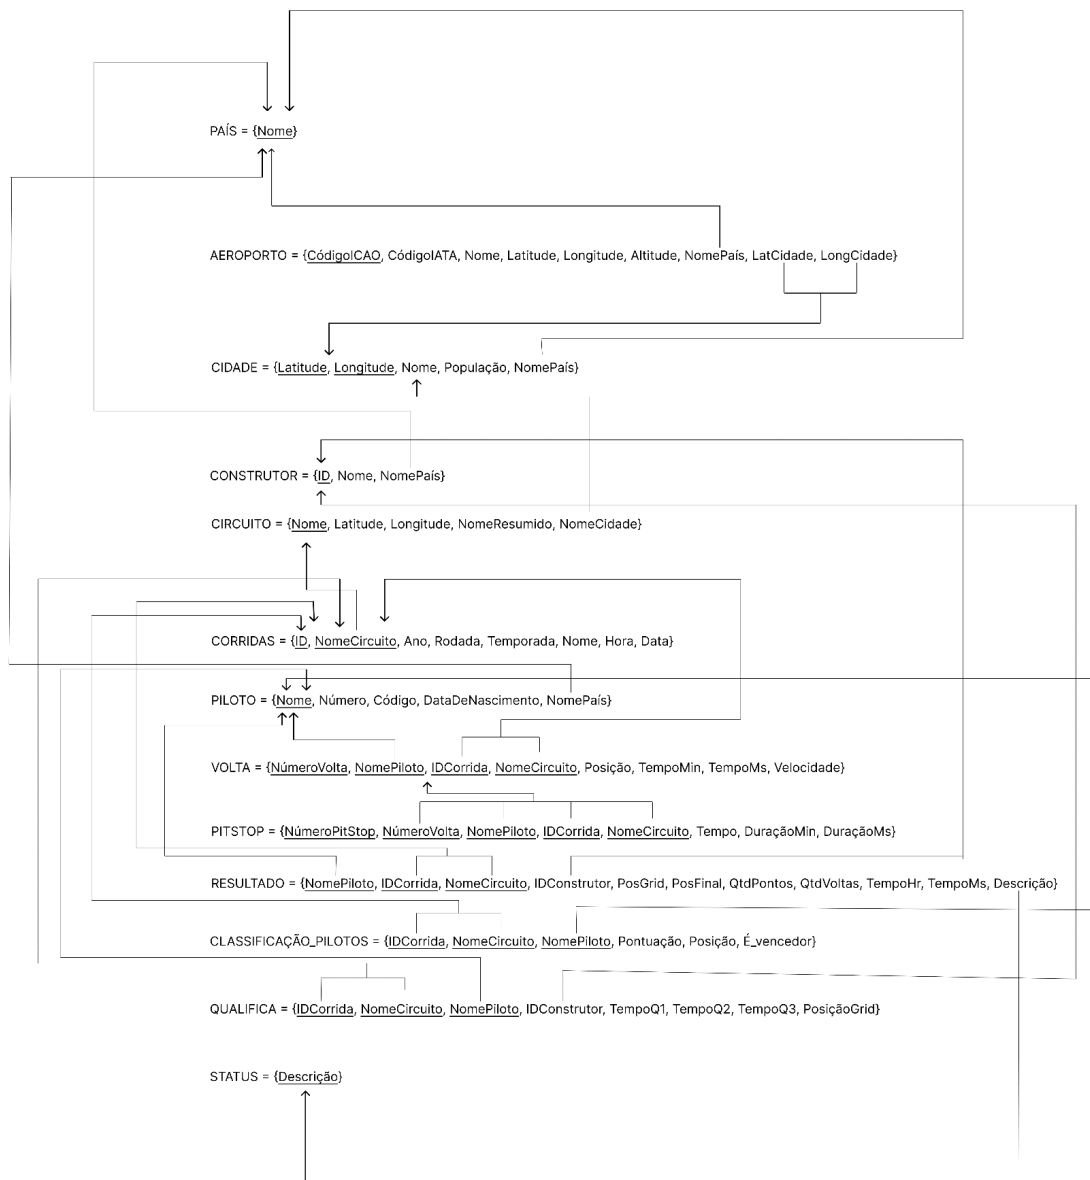 PAÍS = {Nome}
AEROPORTO = {CódigoICAO, CódigoIATA, Nome, Latitude, Longitude, Altitude, NomePaís, LatCidade, LongCidade}
CIDADE = {Latitude, Longitude, Nome, População, NomePaís}
CONSTRUTOR = {ID, Nome, NomePaís}
CIRCUITO = {Nome, Latitude, Longitude, NomeResumido, NomeCidade}
CORRIDAS = {ID, NomeCircuito, Ano, Rodada, Temporada, Nome, Hora, Data}
PILOTO = {Nome, Número, Código, DataDeNascimento, NomePaís}
VOLTA = {NúmeroVolta, NomePiloto, IDCorrida, NomeCircuito, Posição, TempoMin, TempoMs, Velocidade}
PITSTOP = {NúmeroPitStop, NúmeroVolta, NomePiloto, IDCorrida, NomeCircuito, Tempo, DuraçãoMin, DuraçãoMs}
RESULTADO = {NomePiloto, IDCorrida, NomeCircuito, IDConstrutor, PosGrid, PosFinal, QtdPontos, QtdVoltas, TempoHr, TempoMs, Descrição}
CLASSIFICAÇÃO_PILOTOS = {IDCorrida, NomeCircuito, NomePiloto, Pontuação, Posição, É_vencedor}
QUALIFICA = {IDCorrida, NomeCircuito, NomePiloto, IDConstrutor, TempoQ1, TempoQ2, TempoQ3, PosiçãoGrid}
STATUS = {Descrição}